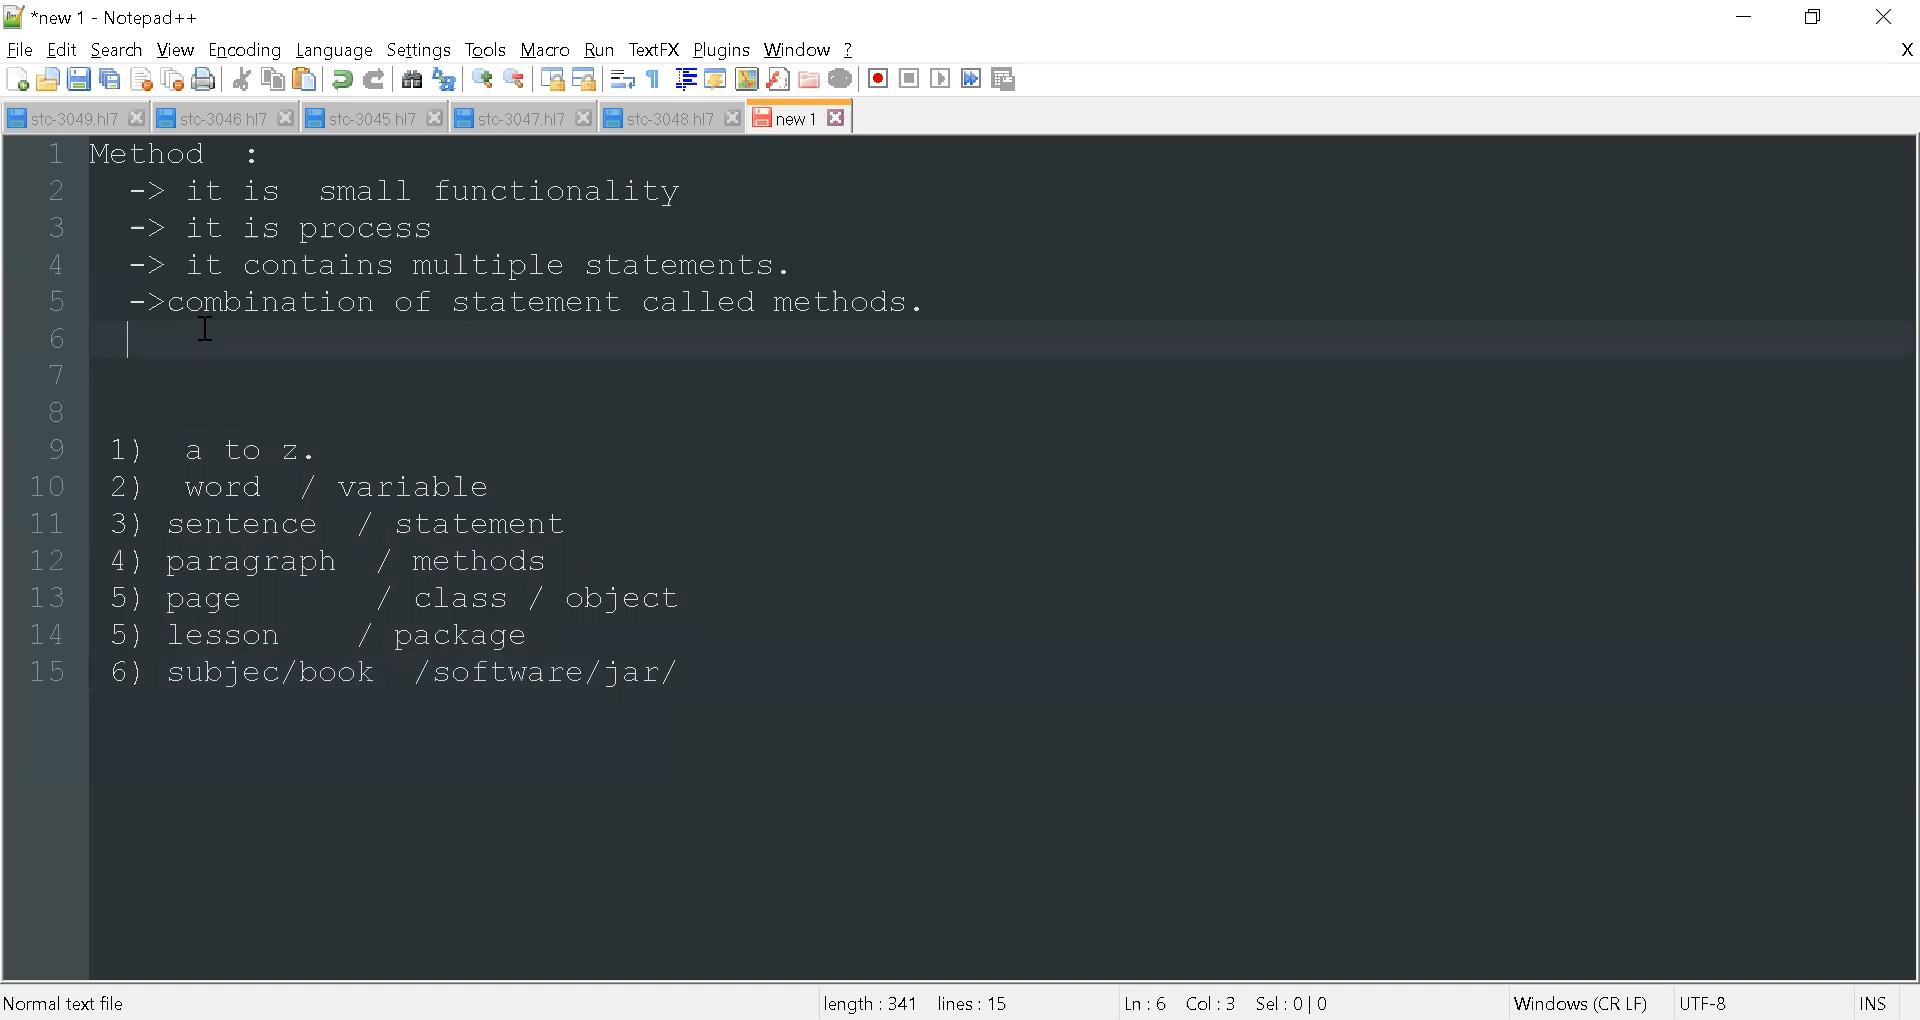 *new 1 - Notepad++
File Edit Search View Encoding Language Settings Tools Macro Run TextFX Plugins Window ? X
stc-3049.hl7 stc-3046.hl7 stc-3045.hl7 stc-3047.hl7 stc-3048.hl7 new 1
1 Method :
2 -> it is small functionality
3 -> it is process
4 -> it contains multiple statements.
5 ->combination of statement called methods.
6
7
8
9 1) a to z.
10 2) word / variable
11 3) sentence / statement
12 4) paragraph / methods
13 5) page / class / object
14 5) lesson / package
15 6) subjec/book /software/jar/
Normal text file length : 341 lines : 15 Ln : 6 Col : 3 Sel : 0 | 0 Windows (CR LF) UTF-8 INS